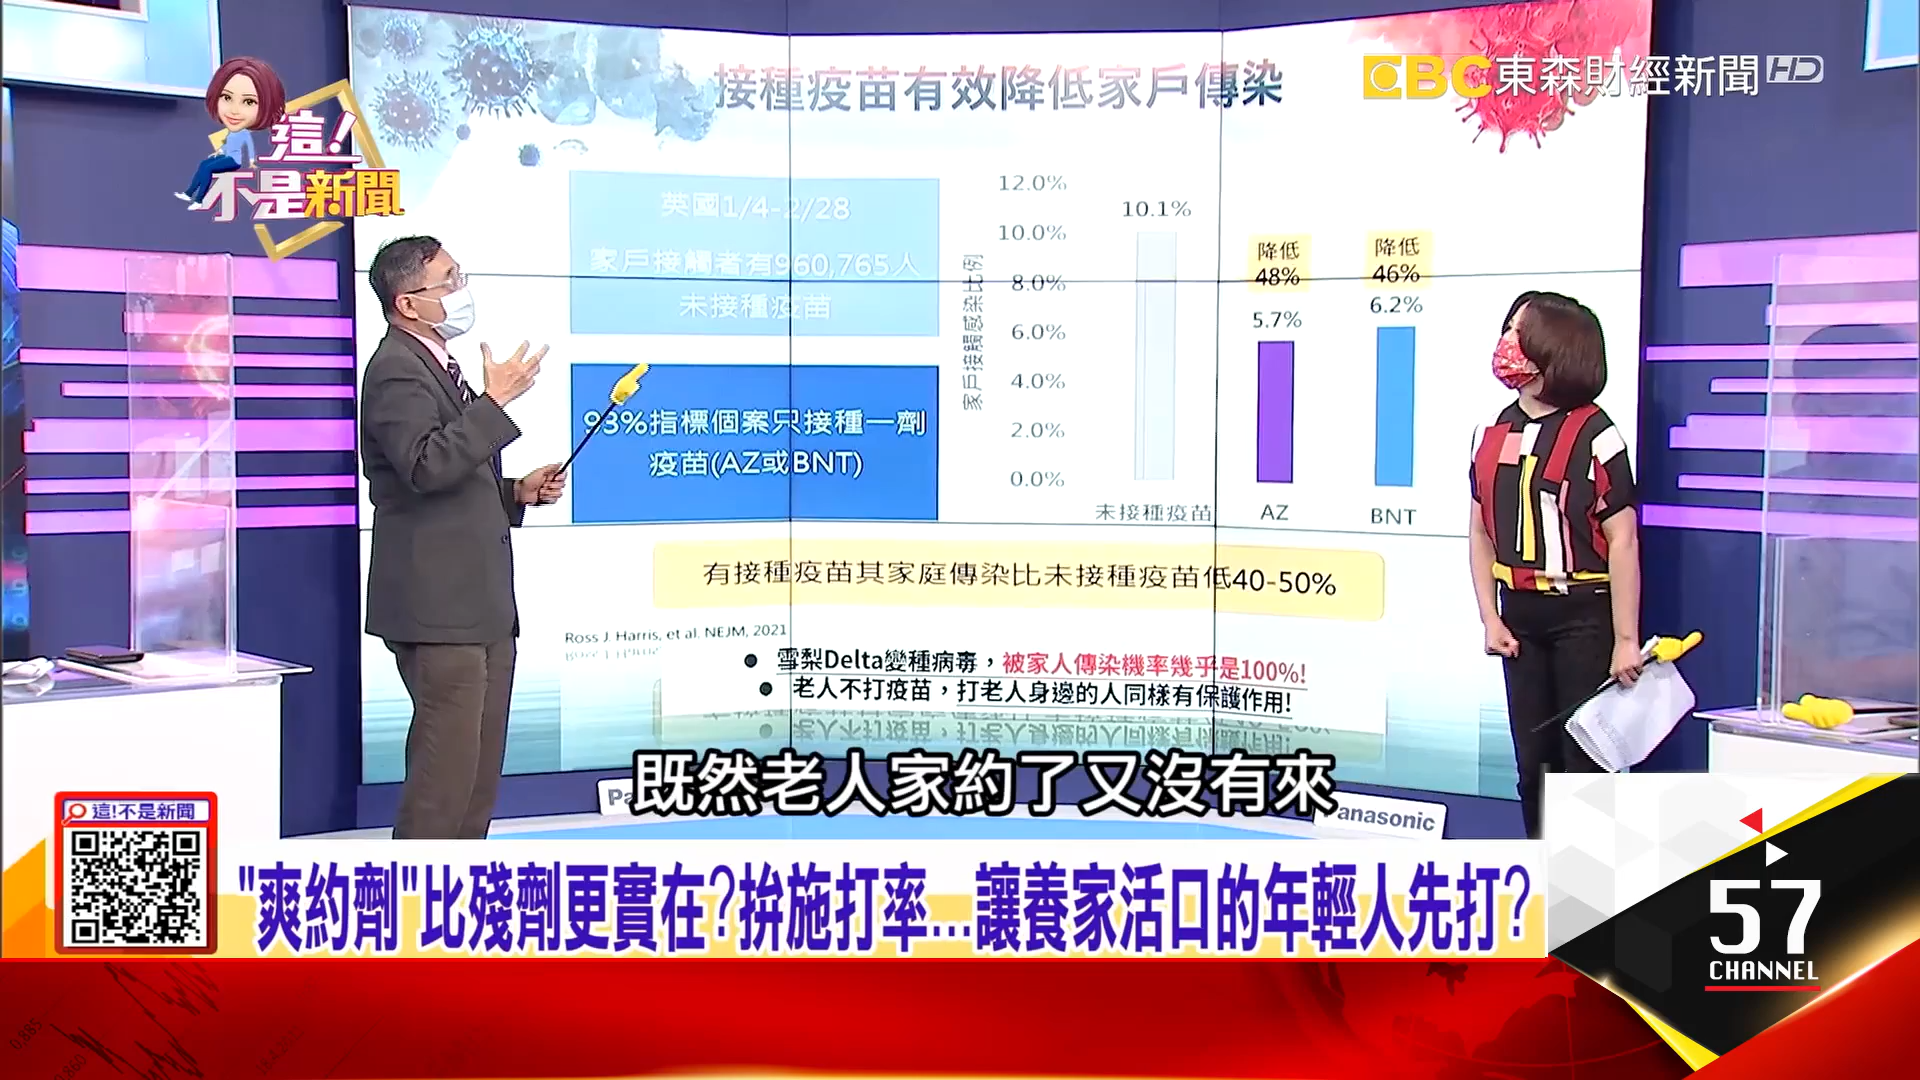 接種疫苗有效降低家戶傳染
EBC東森財經新聞HD
這!
不是新聞
英國1/4-2/28
家戶接觸者有960,765人
未接種疫苗
93%指標個案只接種一劑
疫苗(AZ或BNT)
家戶接觸感染比例
12.0%
10.0%
8.0%
6.0%
4.0%
2.0%
0.0%
10.1%
降低
48%
5.7%
降低
46%
6.2%
未接種疫苗
AZ
BNT
有接種疫苗其家庭傳染比未接種疫苗低40-50%
Ross J. Harris, et al. NEJM, 2021
● 雪梨Delta變種病毒，被家人傳染機率幾乎是100%!
● 老人不打疫苗，打老人身邊的人同樣有保護作用!
既然老人家約了又沒有來
Panasonic
這!不是新聞
"爽約劑"比殘劑更實在?拚施打率...讓養家活口的年輕人先打?
57
CHANNEL